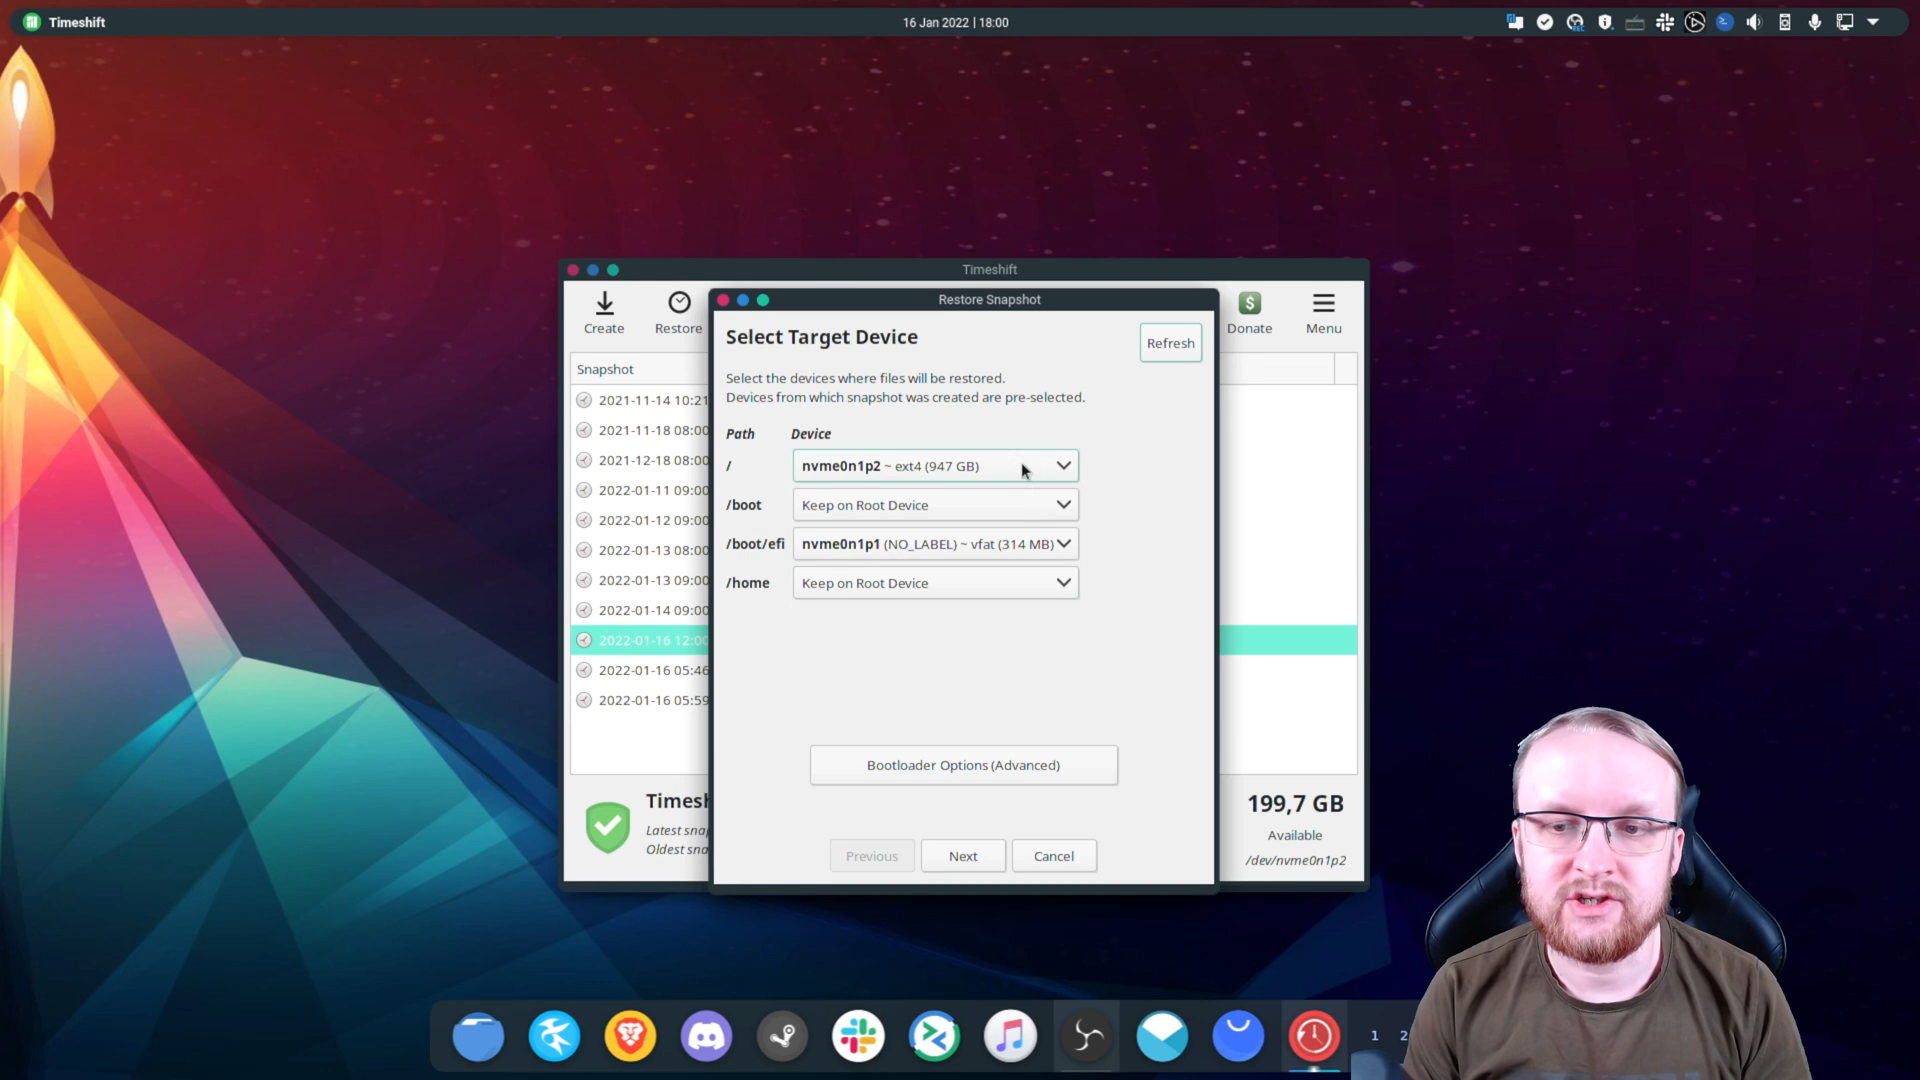 Timeshift
16 Jan 2022 | 18:00
Timeshift
Restore Snapshot
Create
Restore
Donate
Menu
Select Target Device
Refresh
Select the devices where files will be restored.
Devices from which snapshot was created are pre-selected.
Path Device
/ nvme0n1p2 ~ ext4 (947 GB)
/boot Keep on Root Device
/boot/efi nvme0n1p1 (NO_LABEL) ~ vfat (314 MB)
/home Keep on Root Device
Bootloader Options (Advanced)
Previous Next Cancel
Snapshot
2021-11-14 10:21
2021-11-18 08:00
2021-12-18 08:00
2022-01-11 09:00
2022-01-12 09:00
2022-01-13 08:00
2022-01-13 09:00
2022-01-14 09:00
2022-01-16 12:00
2022-01-16 05:46
2022-01-16 05:59
Latest
Oldest
199,7 GB
Available
/dev/nvme0n1p2
1 2